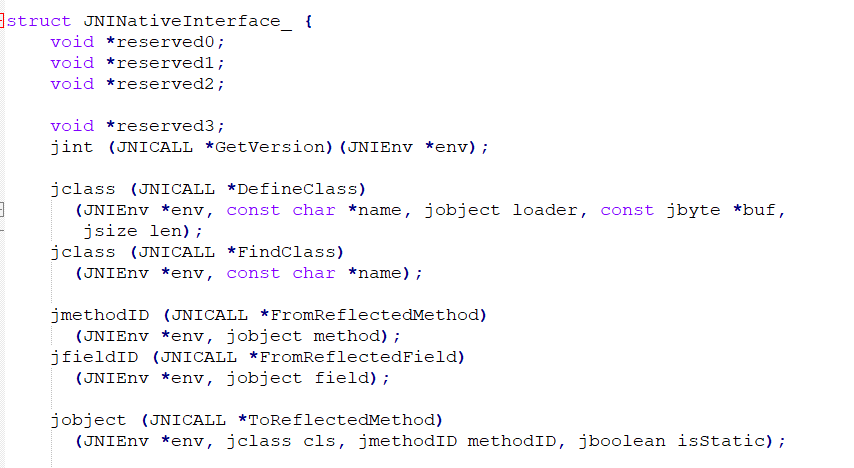 struct JNINativeInterface_ {
void *reserved0;
void *reserved1;
void *reserved2;
void *reserved3;
jint (JNICALL *GetVersion)(JNIEnv *env);
jclass (JNICALL *DefineClass)
(JNIEnv *env, const char *name, jobject loader, const jbyte *buf,
jsize len);
jclass (JNICALL *FindClass)
(JNIEnv *env, const char *name);
jmethodID (JNICALL *FromReflectedMethod)
(JNIEnv *env, jobject method);
jfieldID (JNICALL *FromReflectedField)
(JNIEnv *env, jobject field);
jobject (JNICALL *ToReflectedMethod)
(JNIEnv *env, jclass cls, jmethodID methodID, jboolean isStatic);